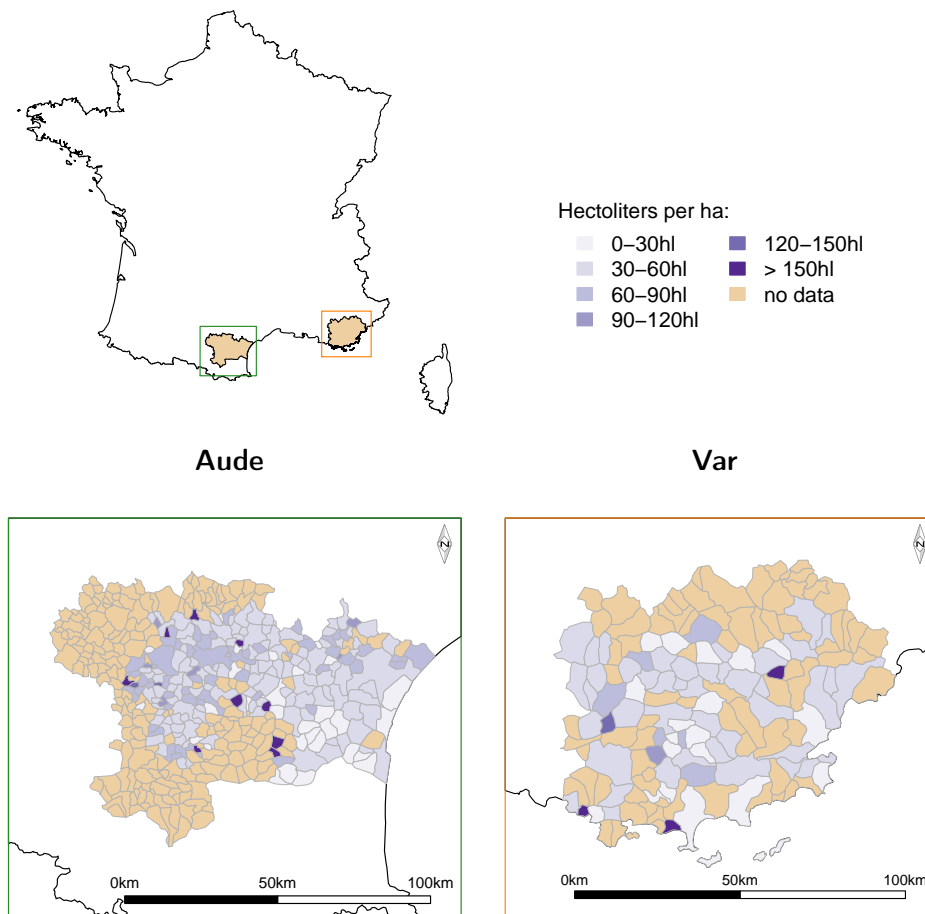 Hectoliters per ha:
0–30hl
30–60hl
60–90hl
90–120hl
120–150hl
> 150hl
no data
Aude
Var
N
N
0km 50km 100km
0km 50km 100km